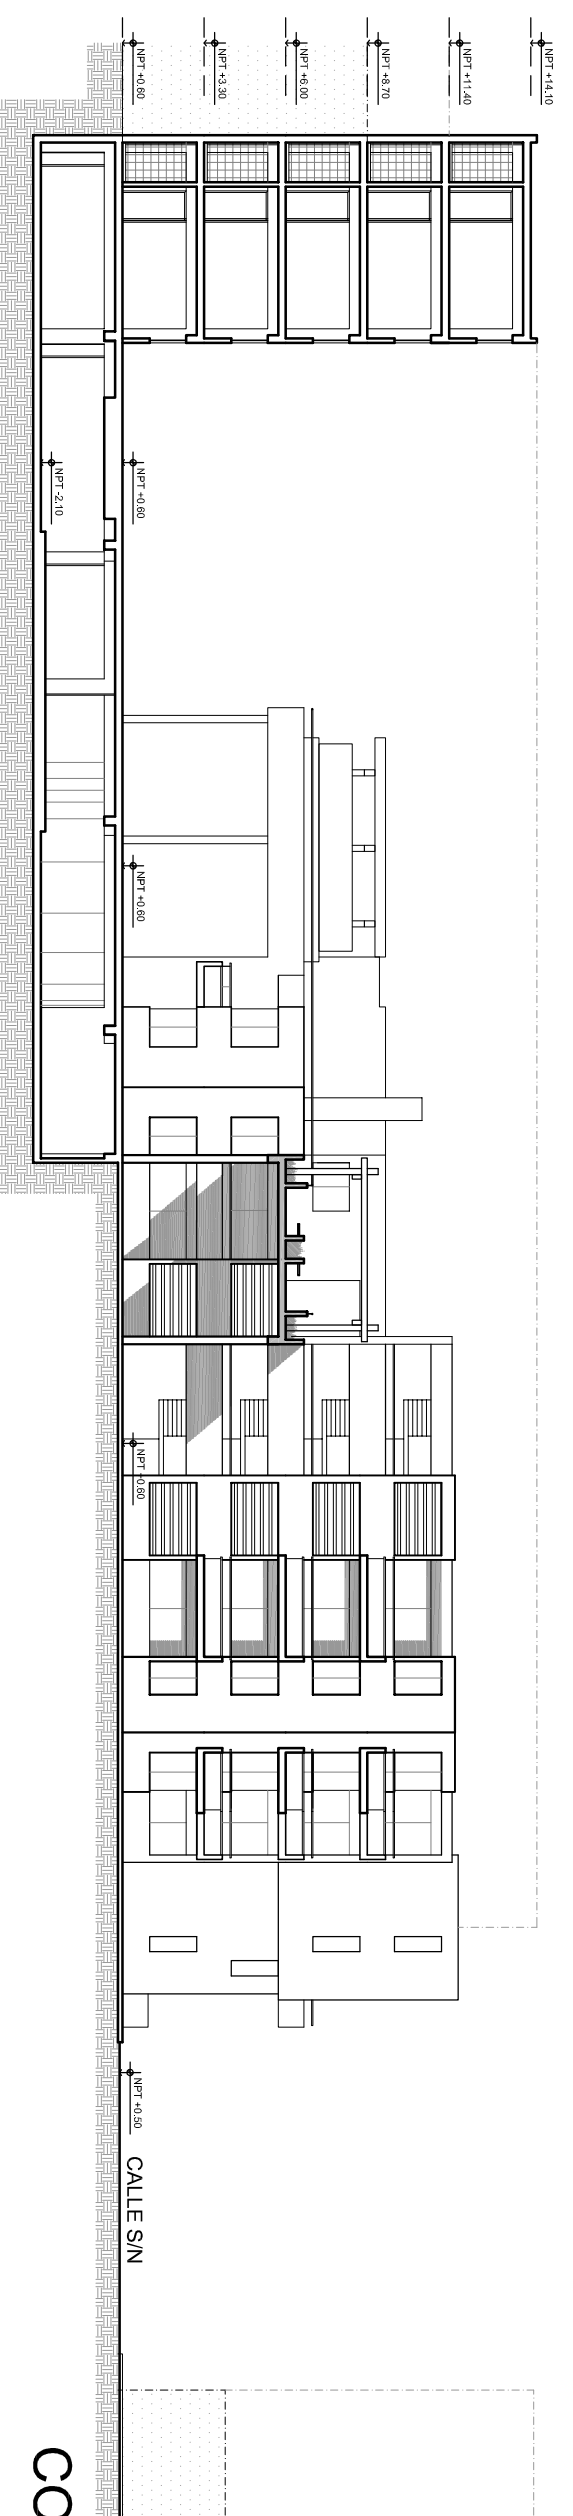 NPT +14.10
NPT +11.40
NPT +8.70
NPT +6.00
NPT +3.30
NPT +0.60
NPT +0.60
NPT -2.10
NPT +0.60
NPT +0.60
NPT +0.50
CALLE S/N
CO